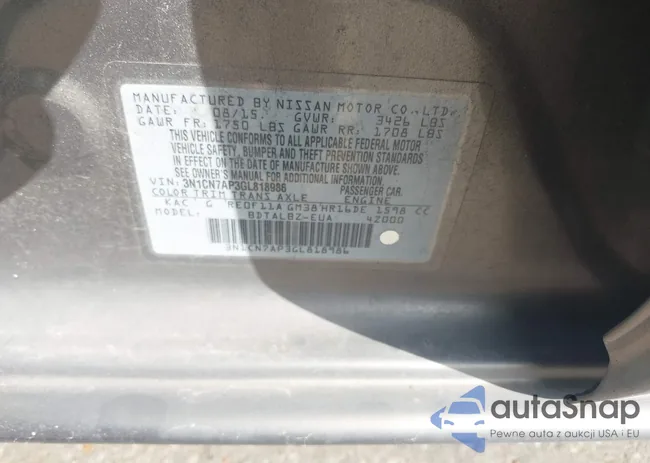 MANUFACTURED BY NISSAN MOTOR CO., LTD.
DATE: 08/15 GVWR: 3426 LBS
GAWR FR: 1750 LBS GAWR RR: 1708 LBS
THIS VEHICLE CONFORMS TO ALL APPLICABLE FEDERAL MOTOR
VEHICLE SAFETY, BUMPER AND THEFT PREVENTION STANDARDS
IN EFFECT ON THE DATE OF MANUFACTURE SHOWN ABOVE.
SEE OWNER'S MANUAL FOR ADDITIONAL INFORMATION
VIN: 3N1CN7AP3GL818986 PASSENGER CAR
COLOR TRIM TRANS AXLE ENGINE
KAC G RE0F11A GM38 HR16DE 1598 CC
MODEL: BDTALBZ-EUA 42000
3N1CN7AP3GL818986
autaSnap
Pewne auta z aukcji USA i EU